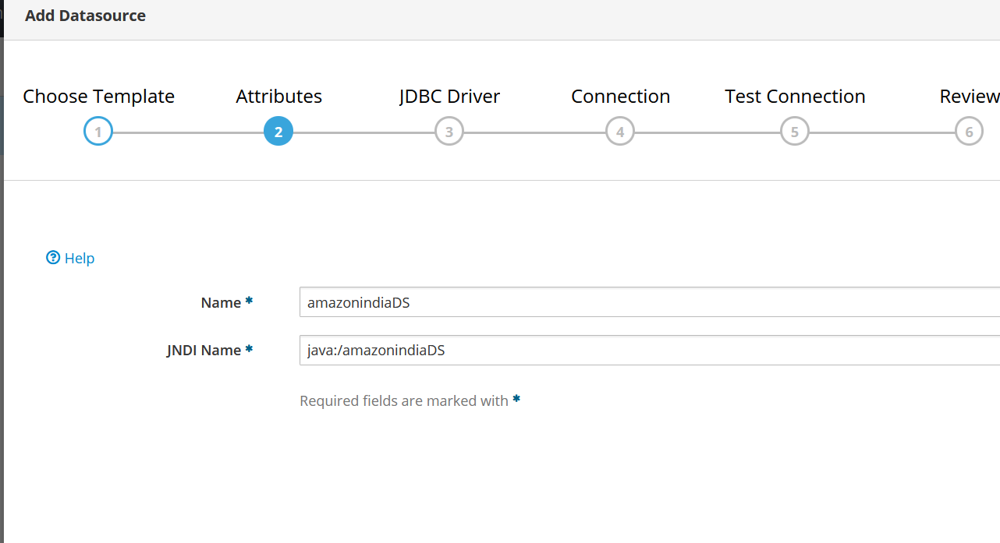 Add Datasource
Choose Template Attributes JDBC Driver Connection Test Connection Review
1 2 3 4 5 6
Help
Name *
amazonindiaDS
JNDI Name *
java:/amazonindiaDS
Required fields are marked with *